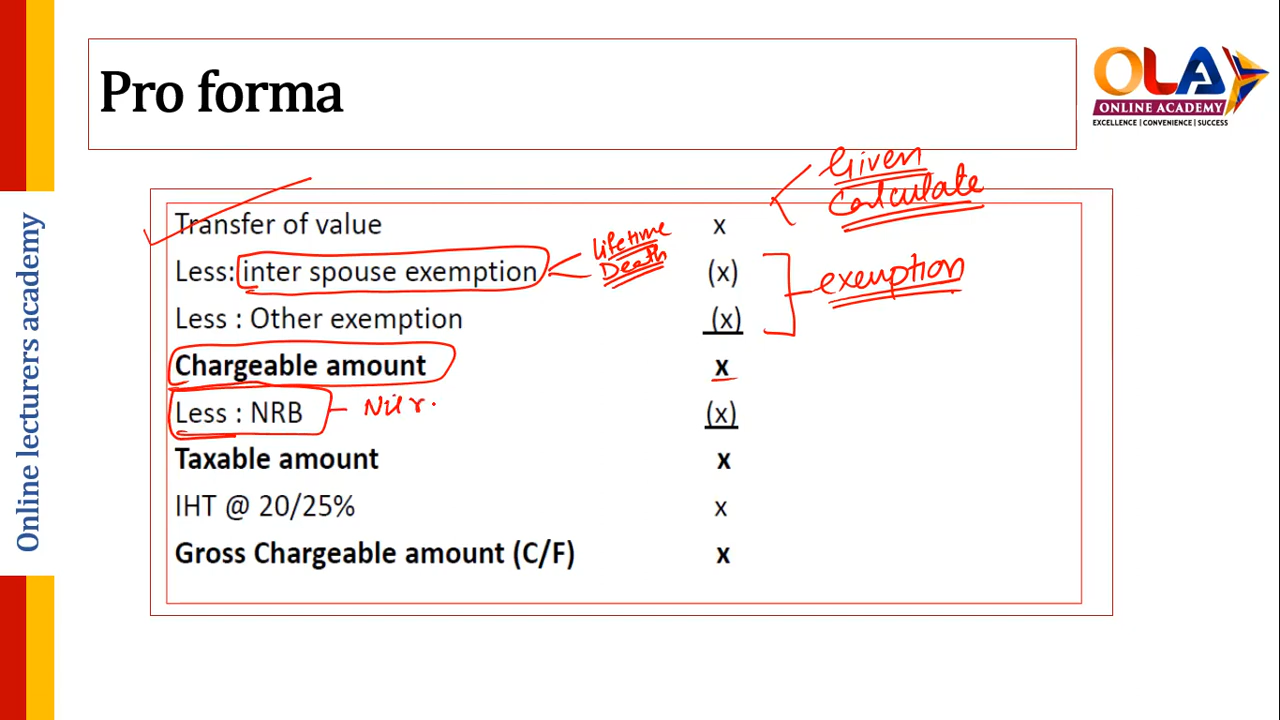 Pro forma
OLA
ONLINE ACADEMY
EXCELLENCE | CONVENIENCE | SUCCESS
Online lecturers academy
Given
Calculate
Transfer of value x
Lifetime
Death
Less: inter spouse exemption (x)
exemption
Less : Other exemption (x)
Chargeable amount x
Less : NRB (x)
Nil r.
Taxable amount x
IHT @ 20/25% x
Gross Chargeable amount (C/F) x